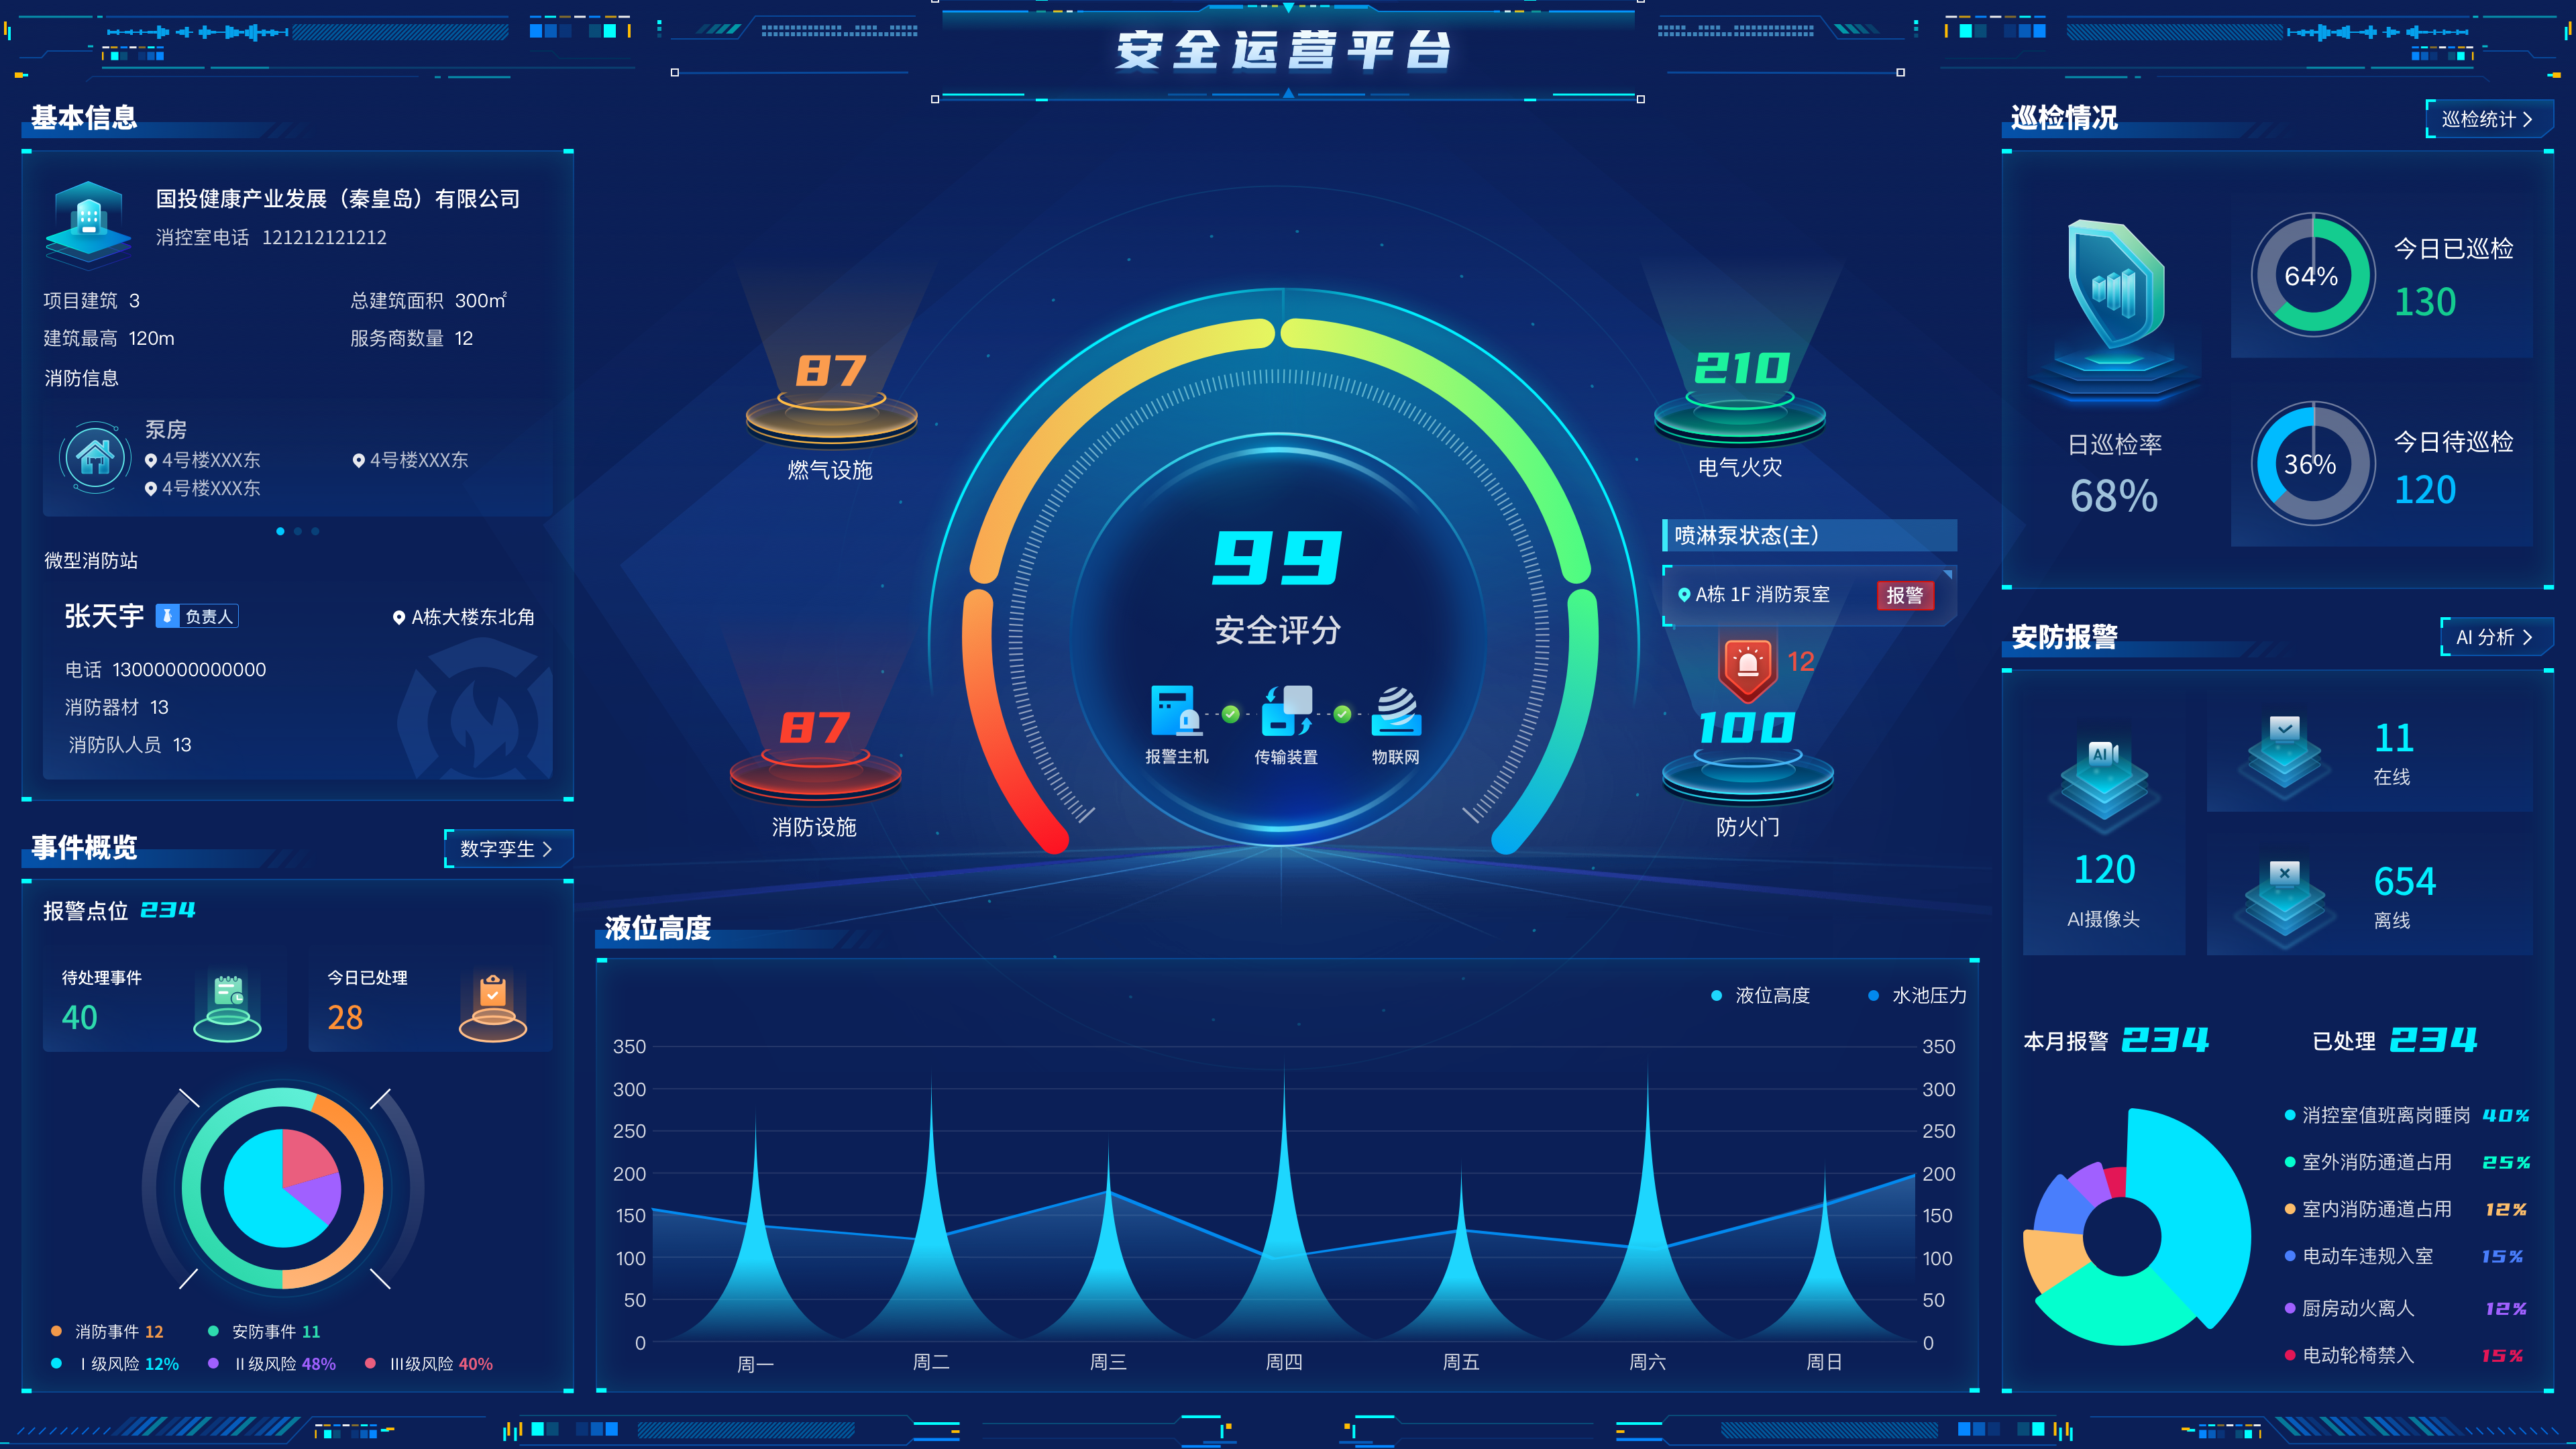 安全运营平台
基本信息
国投健康产业发展（秦皇岛）有限公司
消控室电话 121212121212
项目建筑 3
总建筑面积 300㎡
建筑最高 120m
服务商数量 12
消防信息
泵房
4号楼XXX东
4号楼XXX东
4号楼XXX东
微型消防站
张天宇 负责人
A栋大楼东北角
电话 13000000000000
消防器材 13
消防队人员 13
事件概览
数字孪生
报警点位 234
待处理事件
40
今日已处理
28
消防事件 12
安防事件 11
Ⅰ 级风险 12%
Ⅱ 级风险 48%
Ⅲ级风险 40%
87
燃气设施
87
消防设施
99
安全评分
报警主机
传输装置
物联网
210
电气火灾
喷淋泵状态(主)
A栋 1F 消防泵室
报警
12
100
防火门
液位高度
液位高度
水池压力
350
300
250
200
150
100
50
0
350
300
250
200
150
100
50
0
周一
周二
周三
周四
周五
周六
周日
巡检情况
巡检统计
日巡检率
68%
64%
今日已巡检
130
36%
今日待巡检
120
安防报警
AI 分析
AI
120
AI摄像头
11
在线
654
离线
本月报警 234
已处理 234
消控室值班离岗睡岗 40%
室外消防通道占用 25%
室内消防通道占用 12%
电动车违规入室 15%
厨房动火离人 12%
电动轮椅禁入 15%